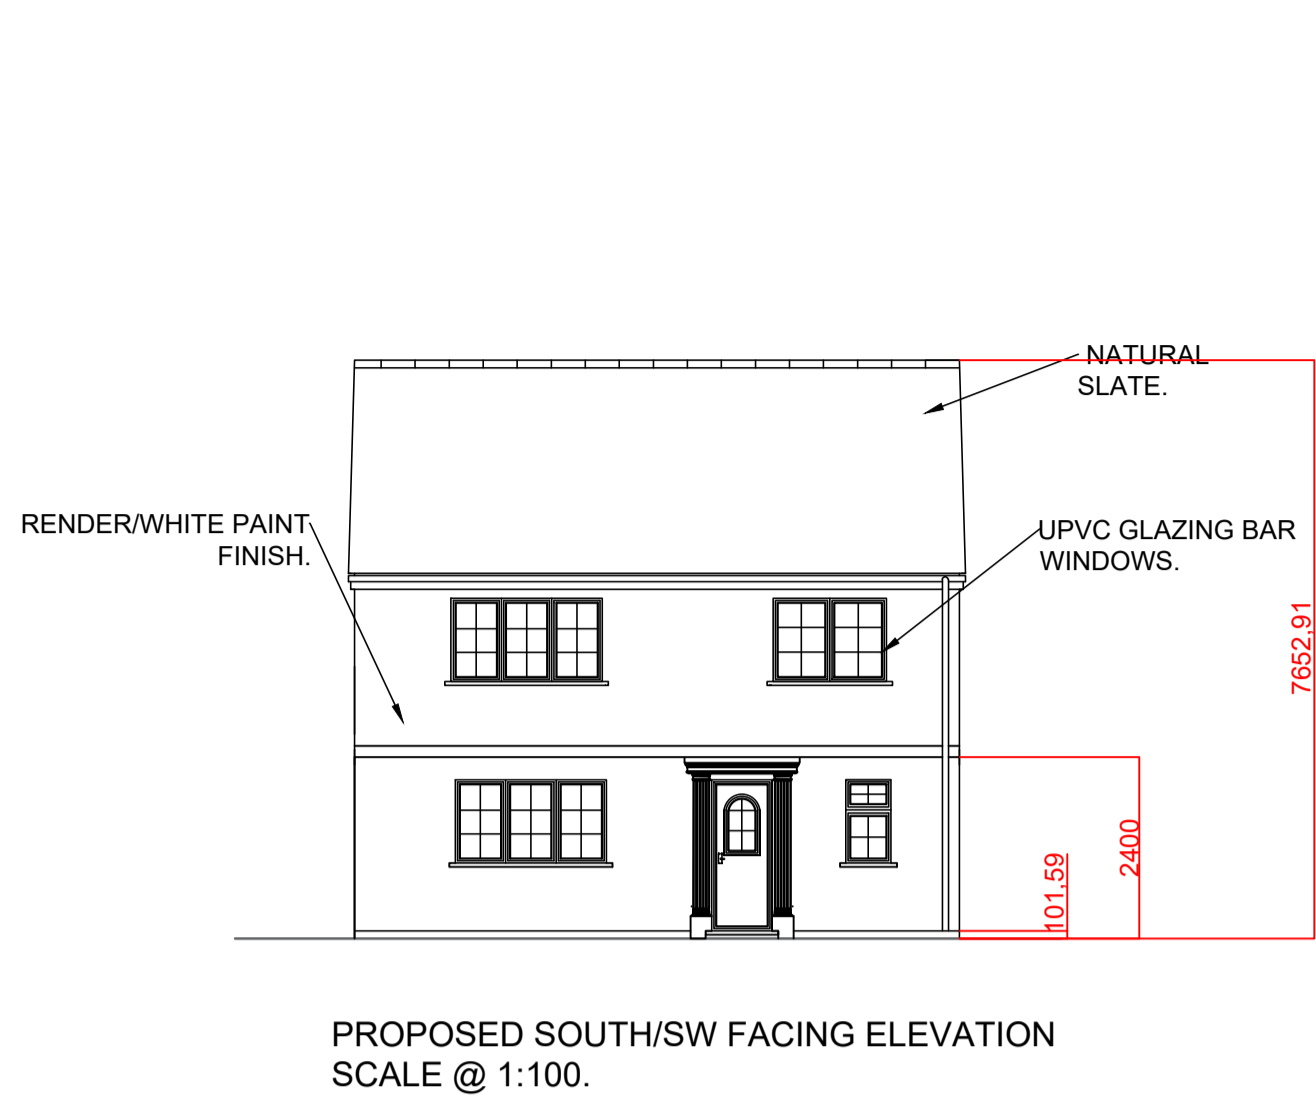 NATURAL
SLATE.
RENDER/WHITE PAINT
FINISH.
UPVC GLAZING BAR
WINDOWS.
7652,91
2400
101,59
PROPOSED SOUTH/SW FACING ELEVATION
SCALE @ 1:100.